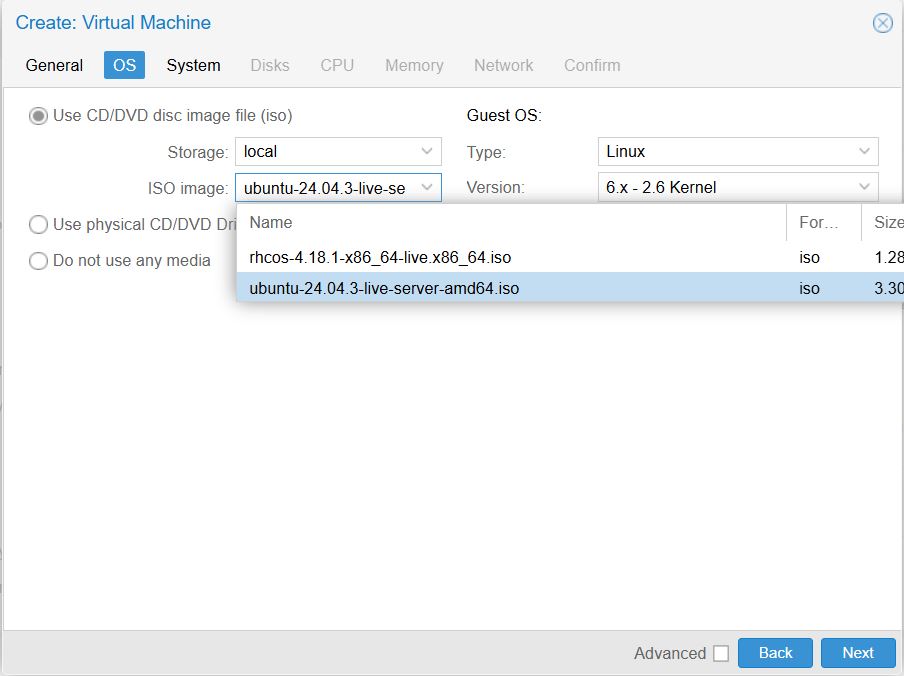 Create: Virtual Machine
General OS System Disks CPU Memory Network Confirm
Use CD/DVD disc image file (iso)
Guest OS:
Storage: local
Type: Linux
ISO image: ubuntu-24.04.3-live-se
Version: 6.x - 2.6 Kernel
Use physical CD/DVD Dri
Name For... Size
Do not use any media
rhcos-4.18.1-x86_64-live.x86_64.iso iso 1.28
ubuntu-24.04.3-live-server-amd64.iso iso 3.30
Advanced Back Next